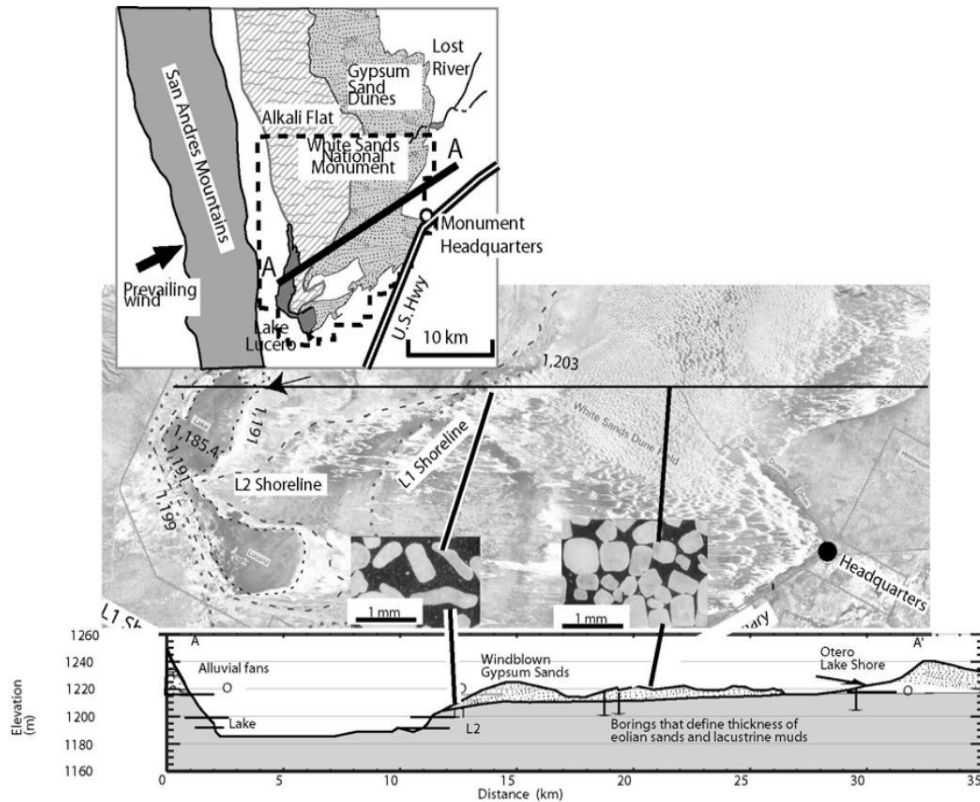 Lost
River
San Andres Mountains
Gypsum
Sand
Dunes
Alkali Flat
White Sands
National
Monument
A
Monument
Headquarters
A
Prevailing
wind
Lake
Lucero
U.S. Hwy
10 km
1,203
Lake
1,191
1,185.4
White Sands Dune Field
L1 Shoreline
L2 Shoreline
1,191
1,199
Lucero
Headquarters
1 mm
1 mm
L1 Sh
ary
1260
1240
1220
1200
1180
1160
Elevation
(m)
A
A'
Alluvial fans
O
Windblown
Gypsum Sands
Otero
Lake Shore
O
Lake
L2
Borings that define thickness of
eolian sands and lacustrine muds
0
5
10
15
20
25
30
35
Distance (km)